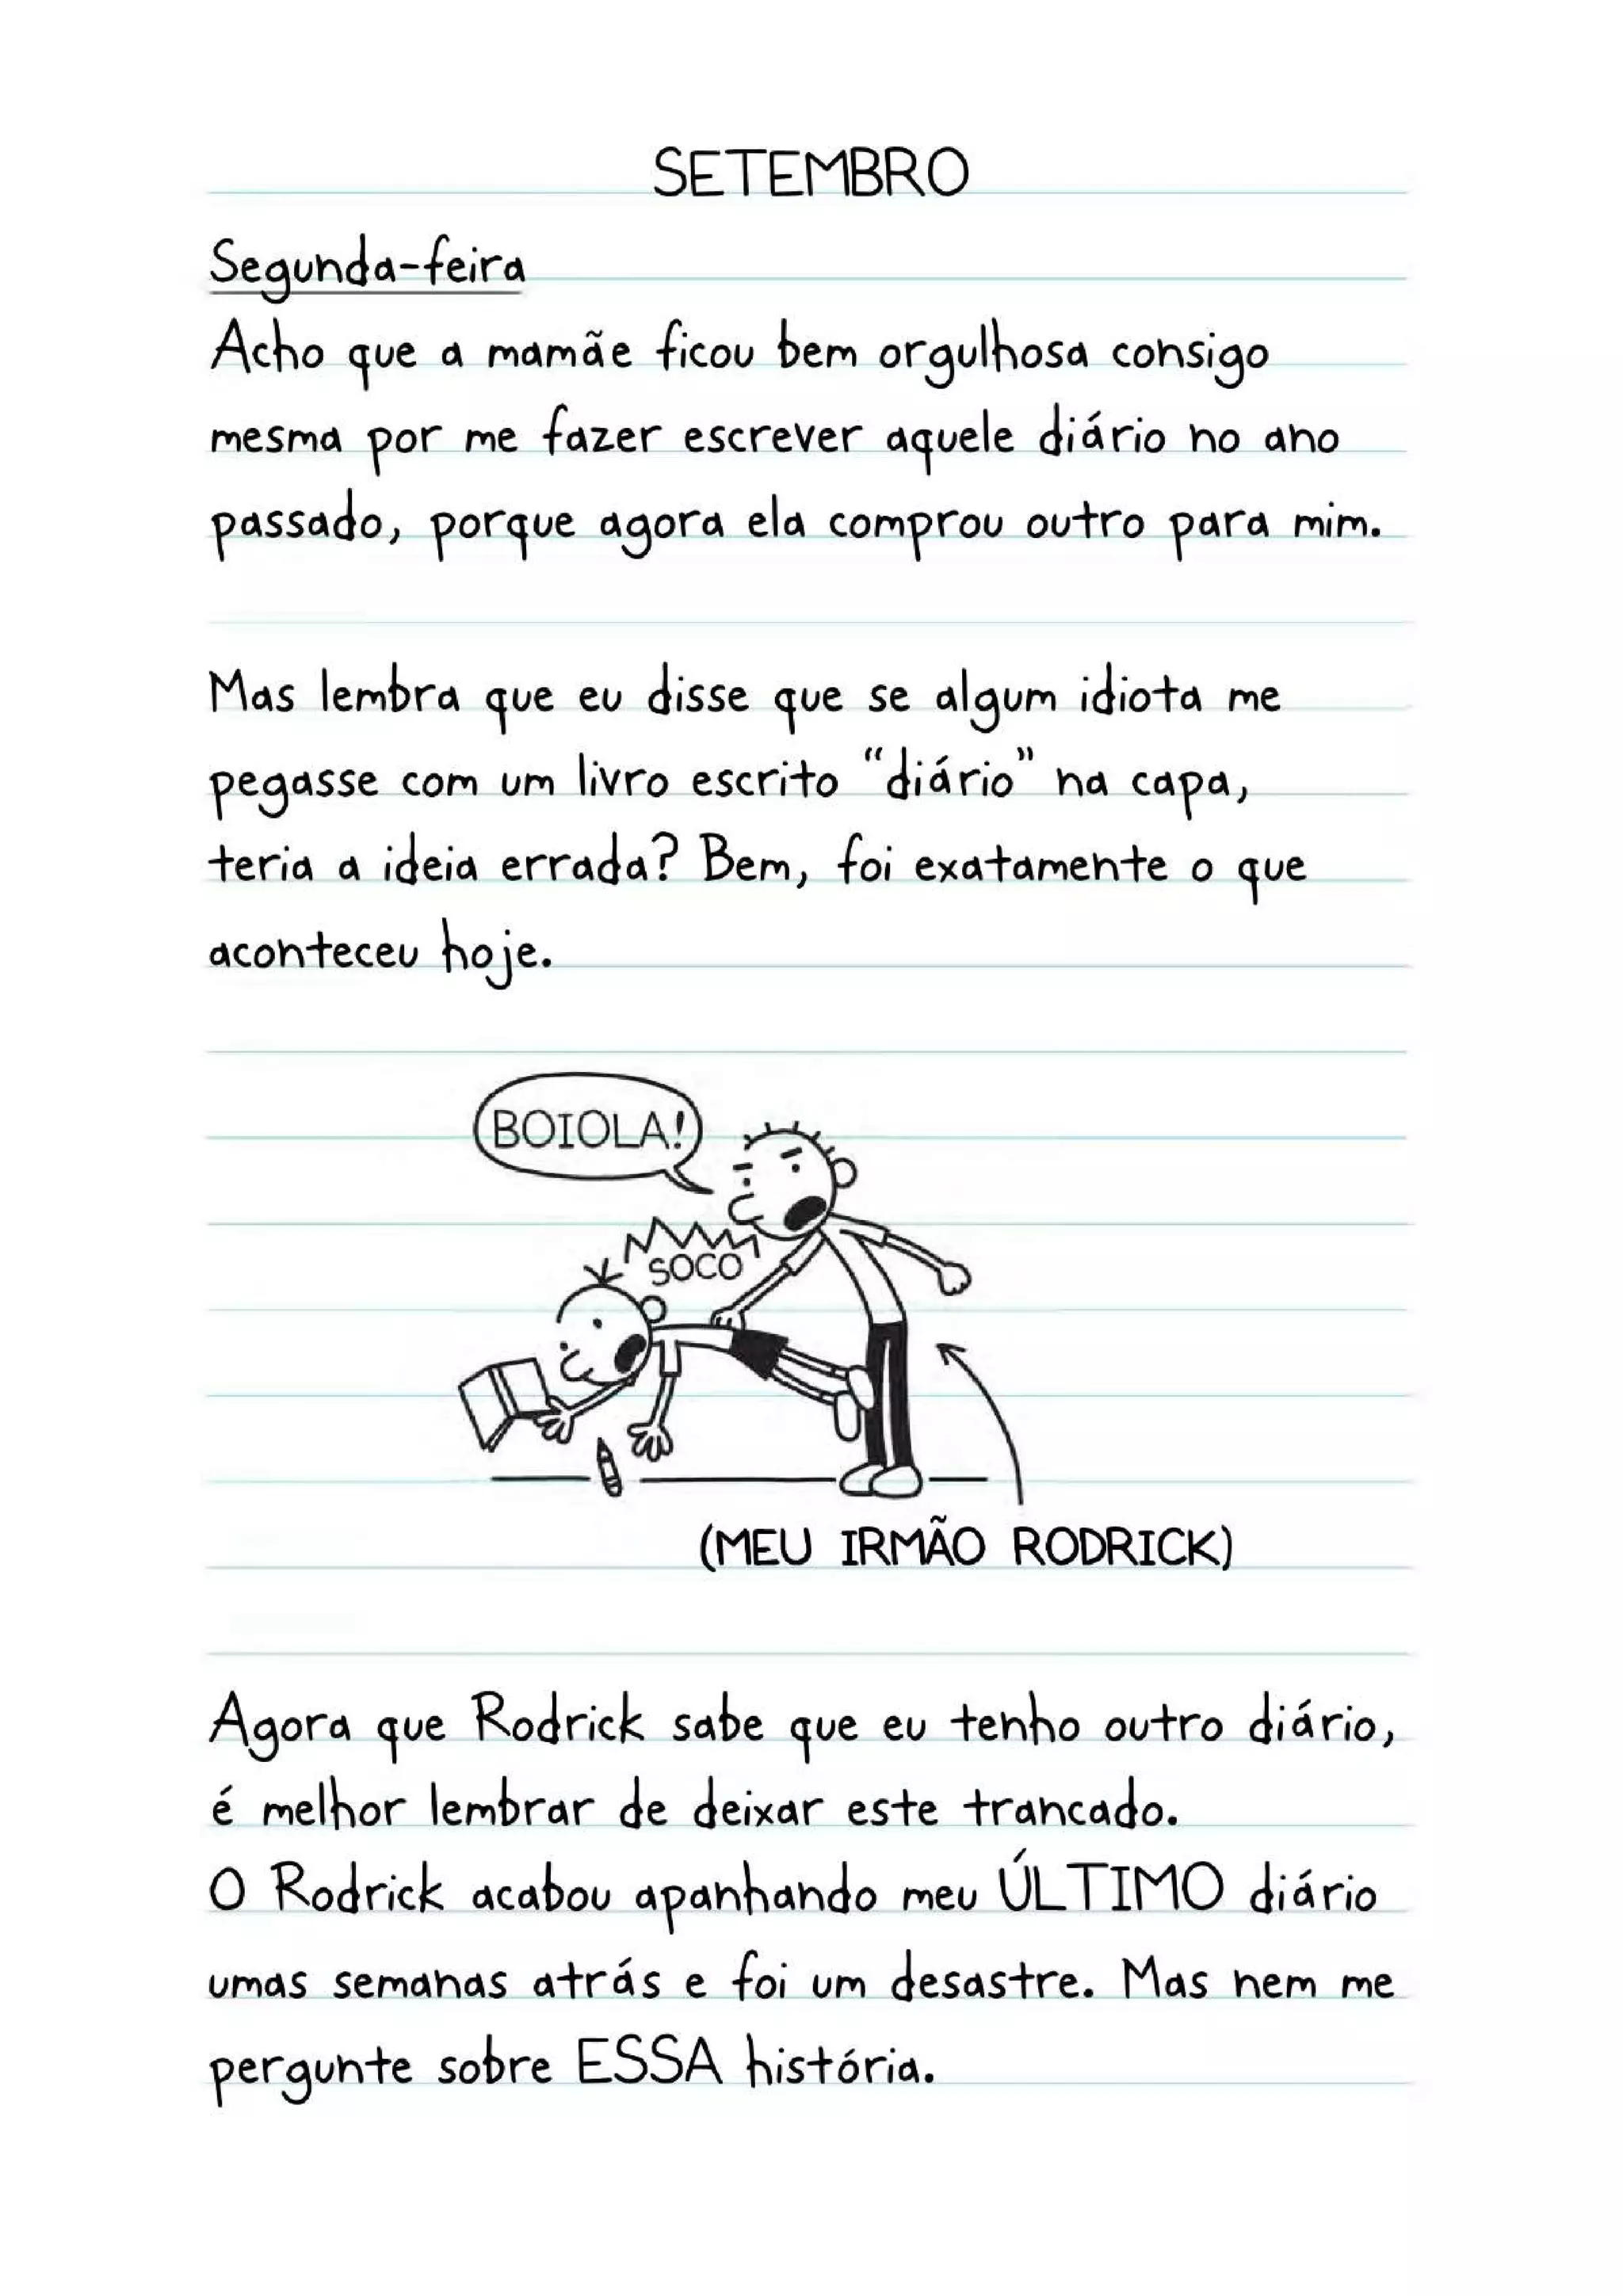 SETEMBRO
Segunda-feira
Acho que a mamãe ficou bem orgulhosa consigo
mesma por me fazer escrever aquele diário no ano
passado, porque agora ela comprou outro para mim.
Mas lembra que eu disse que se algum idiota me
pegasse com um livro escrito “diário” na capa,
teria a ideia errada? Bem, foi exatamente o que
aconteceu hoje.
BOIOLA!
SOCO
(MEU IRMÃO RODRICK)
Agora que Rodrick sabe que eu tenho outro diário,
é melhor lembrar de deixar este trancado.
O Rodrick acabou apanhando meu ÚLTIMO diário
umas semanas atrás e foi um desastre. Mas nem me
pergunte sobre ESSA história.